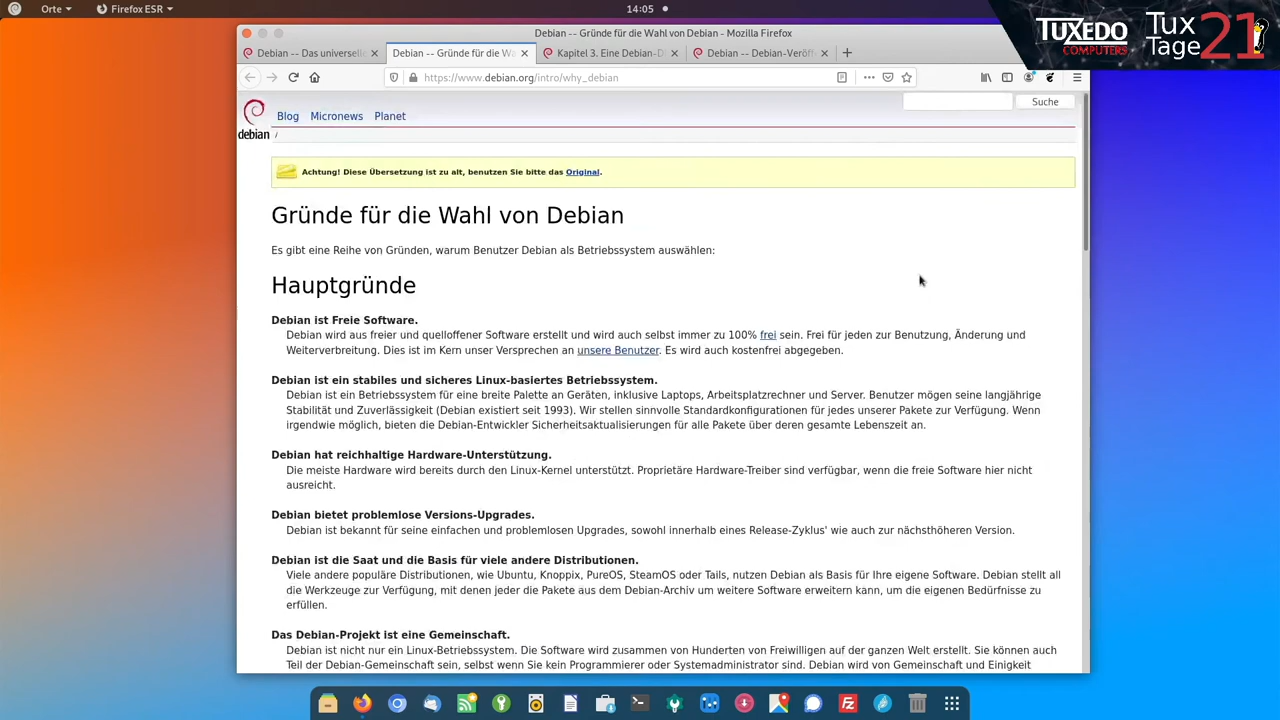 Orte
Firefox ESR
14:05
TUXEDO
COMPUTERS
Tux
Tage
21
Debian -- Gründe für die Wahl von Debian - Mozilla Firefox
Debian -- Das universelle
Debian -- Gründe für die Wa
Kapitel 3. Eine Debian-D
Debian -- Debian-Veröff
https://www.debian.org/intro/why_debian
debian
Blog Micronews Planet
Suche
/
Achtung! Diese Übersetzung ist zu alt, benutzen Sie bitte das Original.
Gründe für die Wahl von Debian
Es gibt eine Reihe von Gründen, warum Benutzer Debian als Betriebssystem auswählen:
Hauptgründe
Debian ist Freie Software.
Debian wird aus freier und quelloffener Software erstellt und wird auch selbst immer zu 100% frei sein. Frei für jeden zur Benutzung, Änderung und
Weiterverbreitung. Dies ist im Kern unser Versprechen an unsere Benutzer. Es wird auch kostenfrei abgegeben.
Debian ist ein stabiles und sicheres Linux-basiertes Betriebssystem.
Debian ist ein Betriebssystem für eine breite Palette an Geräten, inklusive Laptops, Arbeitsplatzrechner und Server. Benutzer mögen seine langjährige
Stabilität und Zuverlässigkeit (Debian existiert seit 1993). Wir stellen sinnvolle Standardkonfigurationen für jedes unserer Pakete zur Verfügung. Wenn
irgendwie möglich, bieten die Debian-Entwickler Sicherheitsaktualisierungen für alle Pakete über deren gesamte Lebenszeit an.
Debian hat reichhaltige Hardware-Unterstützung.
Die meiste Hardware wird bereits durch den Linux-Kernel unterstützt. Proprietäre Hardware-Treiber sind verfügbar, wenn die freie Software hier nicht
ausreicht.
Debian bietet problemlose Versions-Upgrades.
Debian ist bekannt für seine einfachen und problemlosen Upgrades, sowohl innerhalb eines Release-Zyklus' wie auch zur nächsthöheren Version.
Debian ist die Saat und die Basis für viele andere Distributionen.
Viele andere populäre Distributionen, wie Ubuntu, Knoppix, PureOS, SteamOS oder Tails, nutzen Debian als Basis für Ihre eigene Software. Debian stellt all
die Werkzeuge zur Verfügung, mit denen jeder die Pakete aus dem Debian-Archiv um weitere Software erweitern kann, um die eigenen Bedürfnisse zu
erfüllen.
Das Debian-Projekt ist eine Gemeinschaft.
Debian ist nicht nur ein Linux-Betriebssystem. Die Software wird zusammen von Hunderten von Freiwilligen auf der ganzen Welt erstellt. Sie können auch
Teil der Debian-Gemeinschaft sein, selbst wenn Sie kein Programmierer oder Systemadministrator sind. Debian wird von Gemeinschaft und Einigkeit